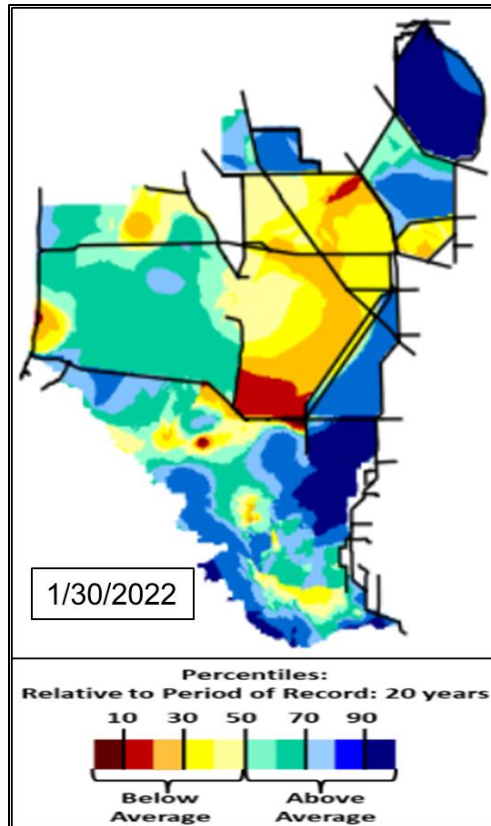 1/30/2022
Percentiles:
Relative to Period of Record: 20 years
10 30 50 70 90
Below Above
Average Average